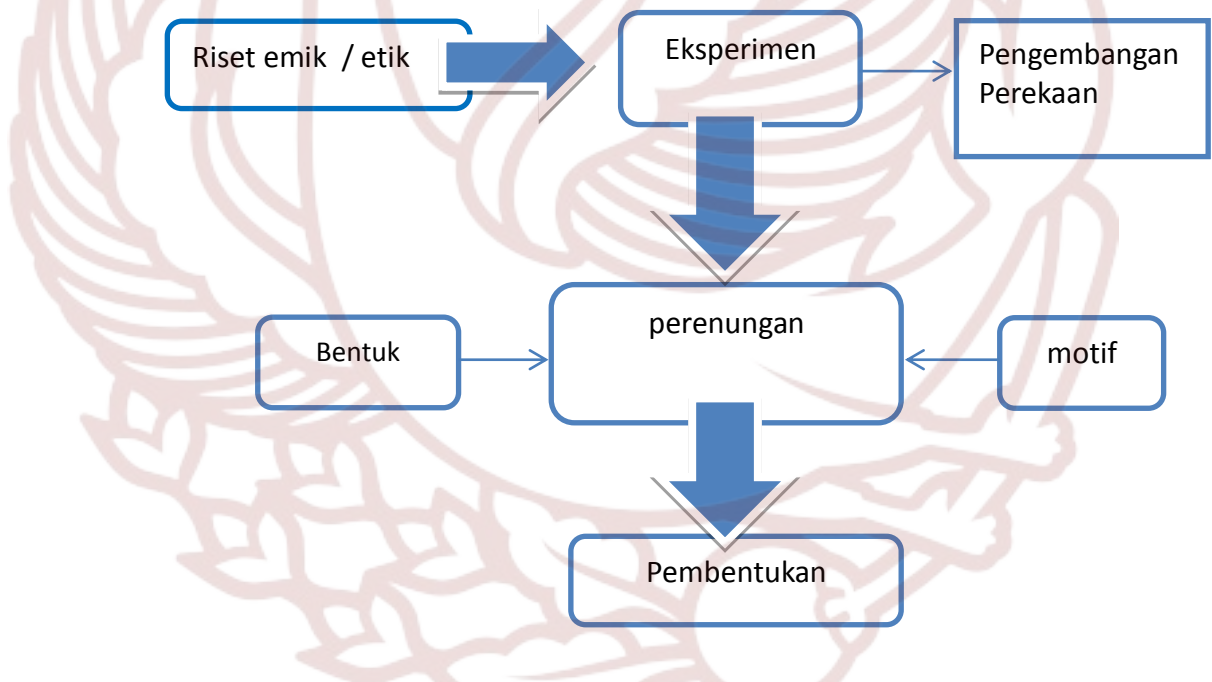 Riset emik / etik
Eksperimen
Pengembangan
Perekaan
perenungan
Bentuk
motif
Pembentukan